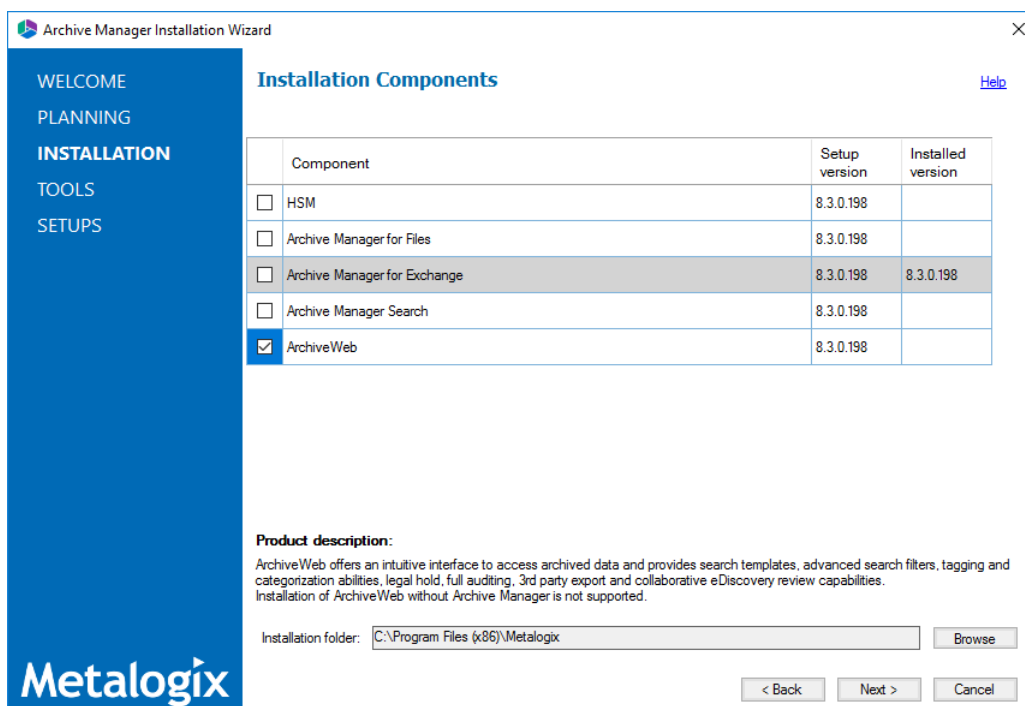 Archive Manager Installation Wizard
WELCOME
PLANNING
INSTALLATION
TOOLS
SETUPS
Installation Components
Help
Component Setup version Installed version
HSM 8.3.0.198
Archive Manager for Files 8.3.0.198
Archive Manager for Exchange 8.3.0.198 8.3.0.198
Archive Manager Search 8.3.0.198
ArchiveWeb 8.3.0.198
Product description:
ArchiveWeb offers an intuitive interface to access archived data and provides search templates, advanced search filters, tagging and
categorization abilities, legal hold, full auditing, 3rd party export and collaborative eDiscovery review capabilities.
Installation of ArchiveWeb without Archive Manager is not supported.
Installation folder: C:\Program Files (x86)\Metalogix Browse
Metalogix
< Back Next > Cancel